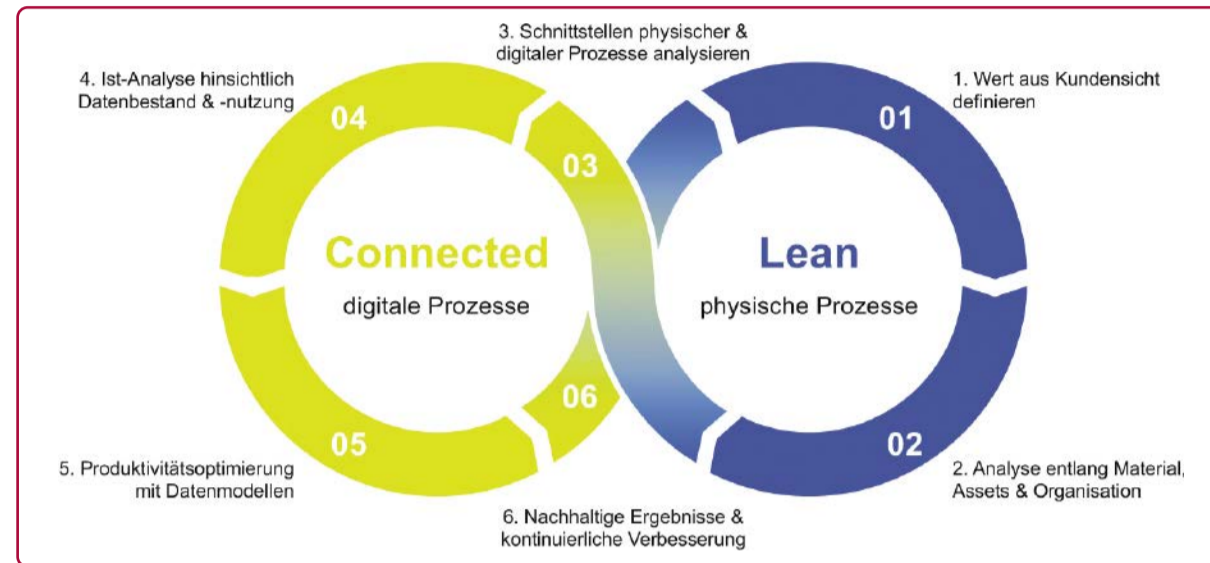 3. Schnittstellen physischer &
digitaler Prozesse analysieren
4. Ist-Analyse hinsichtlich
Datenbestand & -nutzung
1. Wert aus Kundensicht
definieren
04
03
01
Connected
digitale Prozesse
Lean
physische Prozesse
06
05
02
5. Produktivitätsoptimierung
mit Datenmodellen
2. Analyse entlang Material,
Assets & Organisation
6. Nachhaltige Ergebnisse &
kontinuierliche Verbesserung